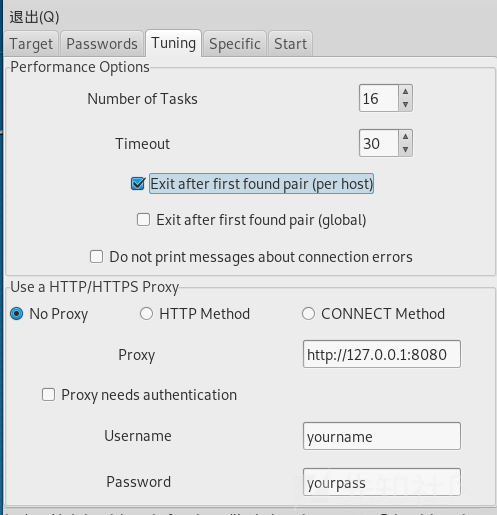 退出(Q)
Target Passwords Tuning Specific Start
Performance Options
Number of Tasks 16
Timeout 30
Exit after first found pair (per host)
Exit after first found pair (global)
Do not print messages about connection errors
Use a HTTP/HTTPS Proxy
No Proxy HTTP Method CONNECT Method
Proxy http://127.0.0.1:8080
Proxy needs authentication
Username yourname
Password yourpass